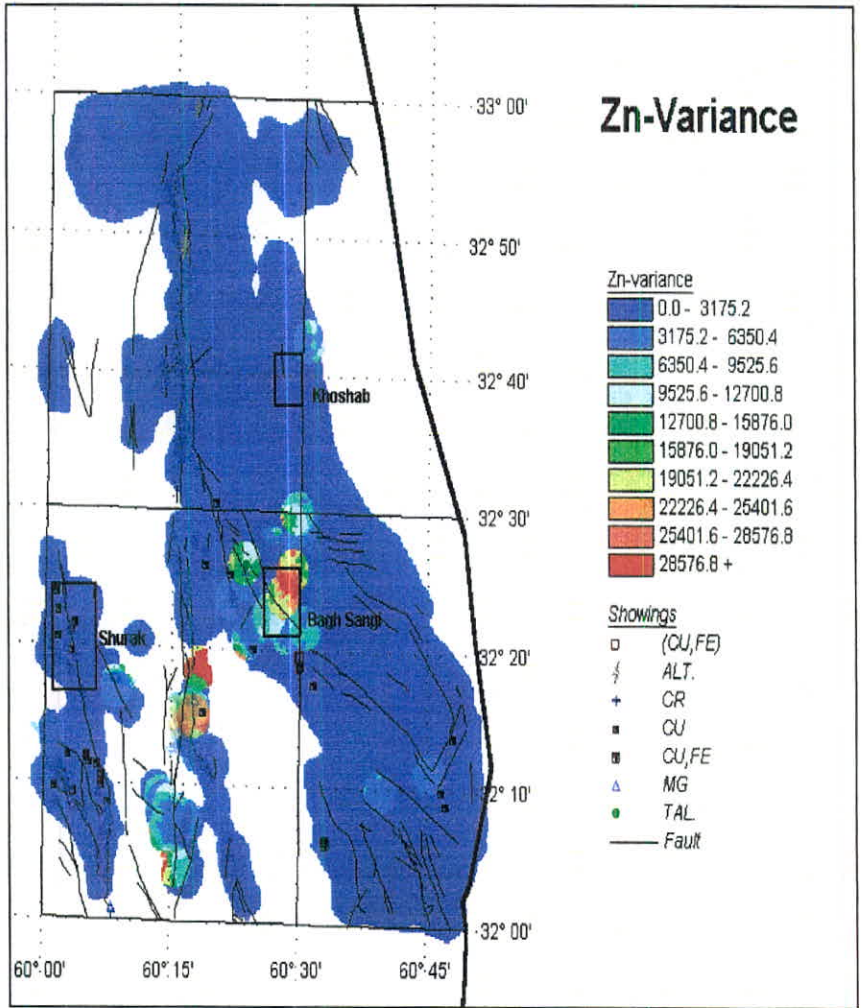 Zn-Variance
33° 00'
32° 50'
32° 40'
32° 30'
32° 20'
32° 10'
32° 00'
60° 00'
60° 15'
60° 30'
60° 45'
Khoshab
Bagh Sangi
Shurak
Zn-variance
0.0 - 3175.2
3175.2 - 6350.4
6350.4 - 9525.6
9525.6 - 12700.8
12700.8 - 15876.0
15876.0 - 19051.2
19051.2 - 22226.4
22226.4 - 25401.6
25401.6 - 28576.8
28576.8 +
Showings
(CU,FE)
ALT.
CR
CU
CU,FE
MG
TAL.
Fault